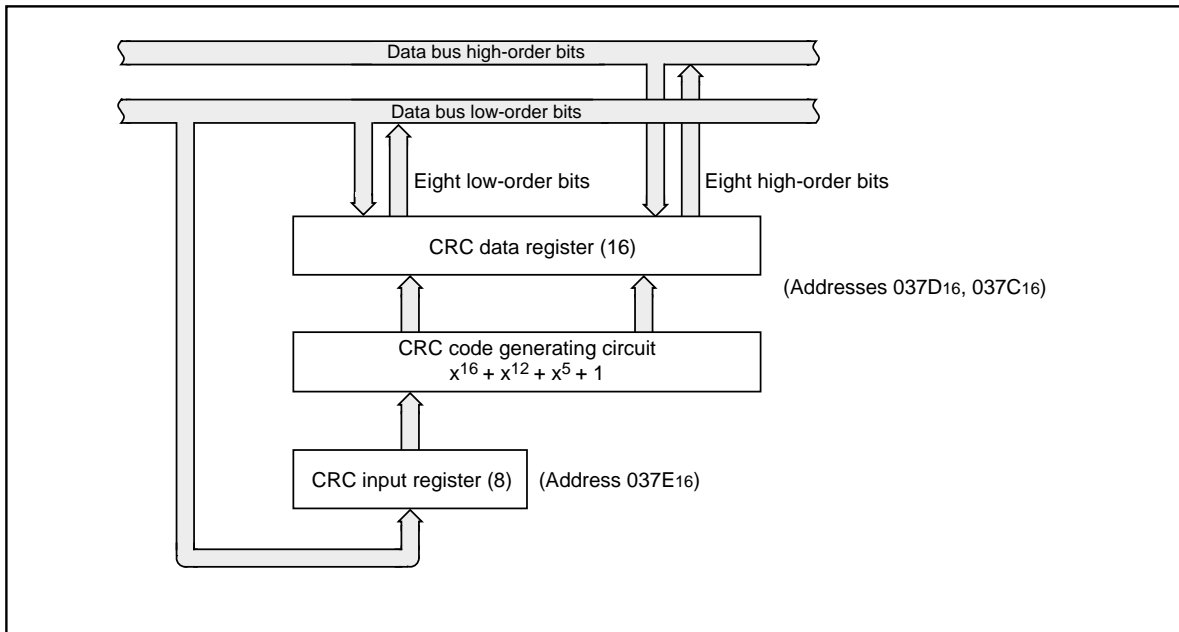 Data bus high-order bits
Data bus low-order bits
Eight low-order bits
Eight high-order bits
CRC data register (16)
(Addresses 037D16, 037C16)
CRC code generating circuit
x16 + x12 + x5 + 1
CRC input register (8)
(Address 037E16)